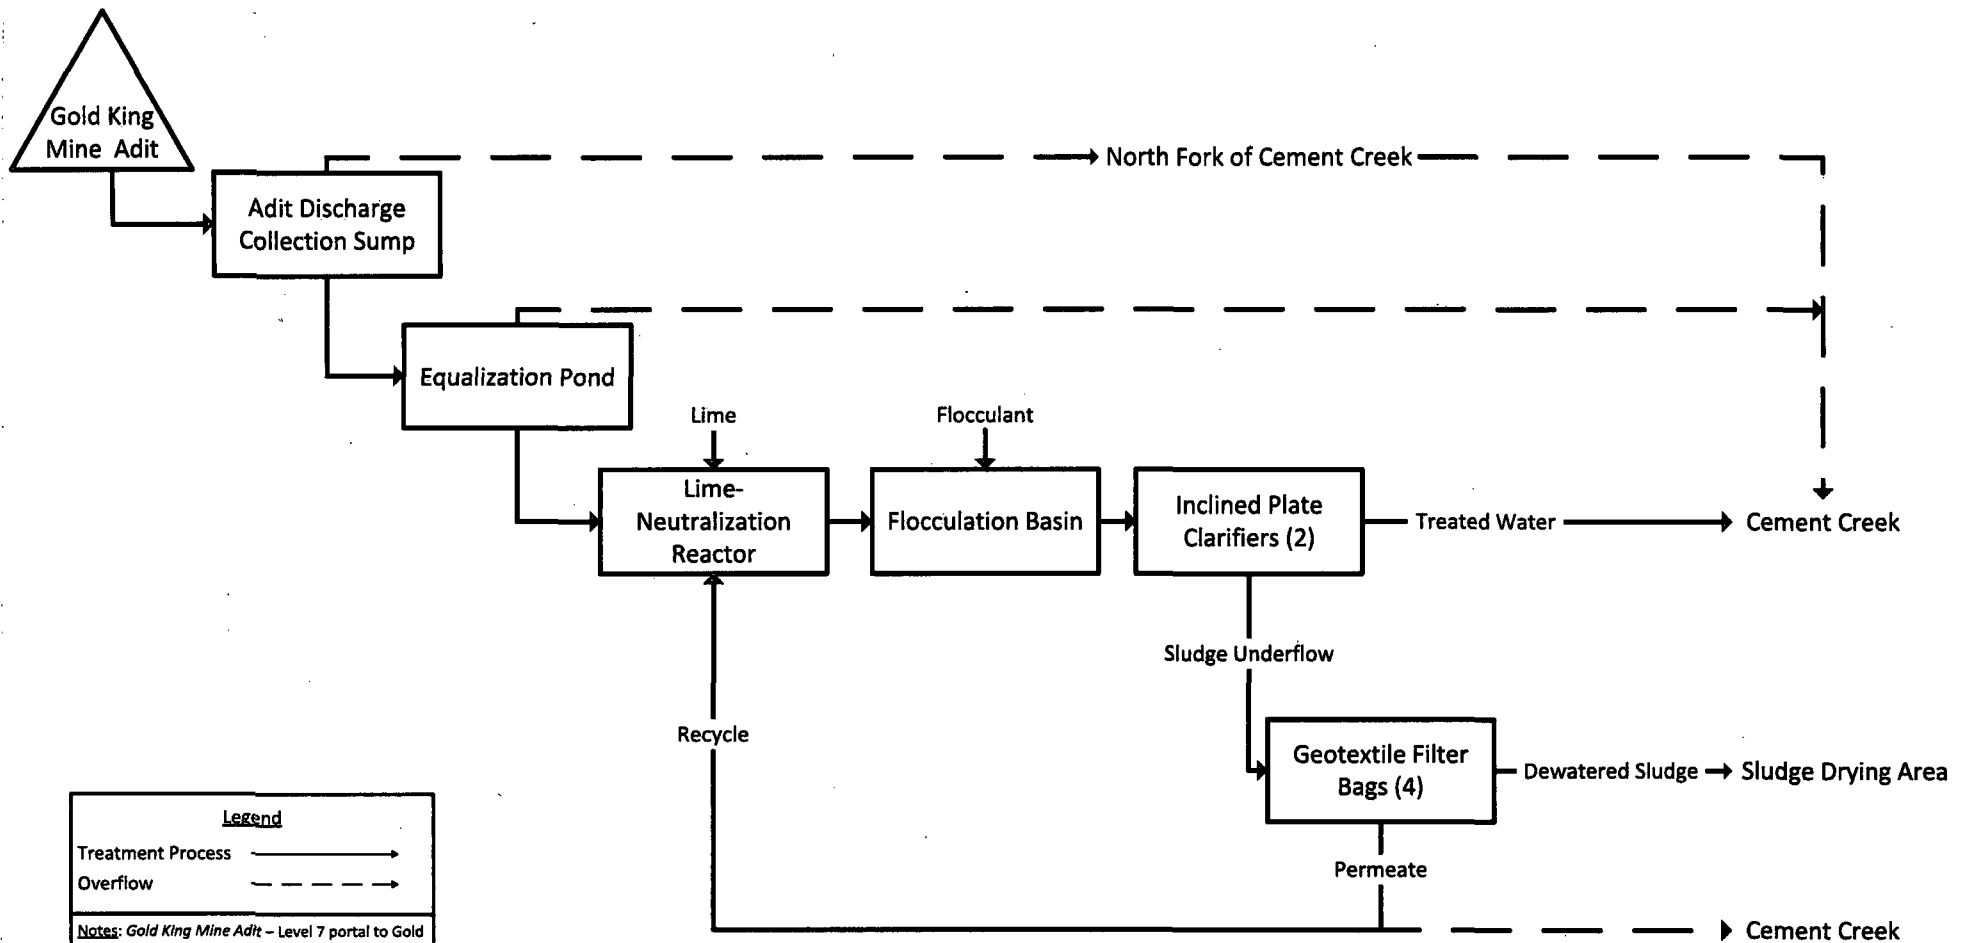 Gold King
Mine Adit
North Fork of Cement Creek
Adit Discharge
Collection Sump
Equalization Pond
Lime
Flocculant
Lime-
Neutralization
Reactor
Flocculation Basin
Inclined Plate
Clarifiers (2)
Treated Water
Cement Creek
Sludge Underflow
Recycle
Geotextile Filter
Bags (4)
Dewatered Sludge
Sludge Drying Area
Permeate
Cement Creek
Legend
Treatment Process
Overflow
Notes: Gold King Mine Adit – Level 7 portal to Gold